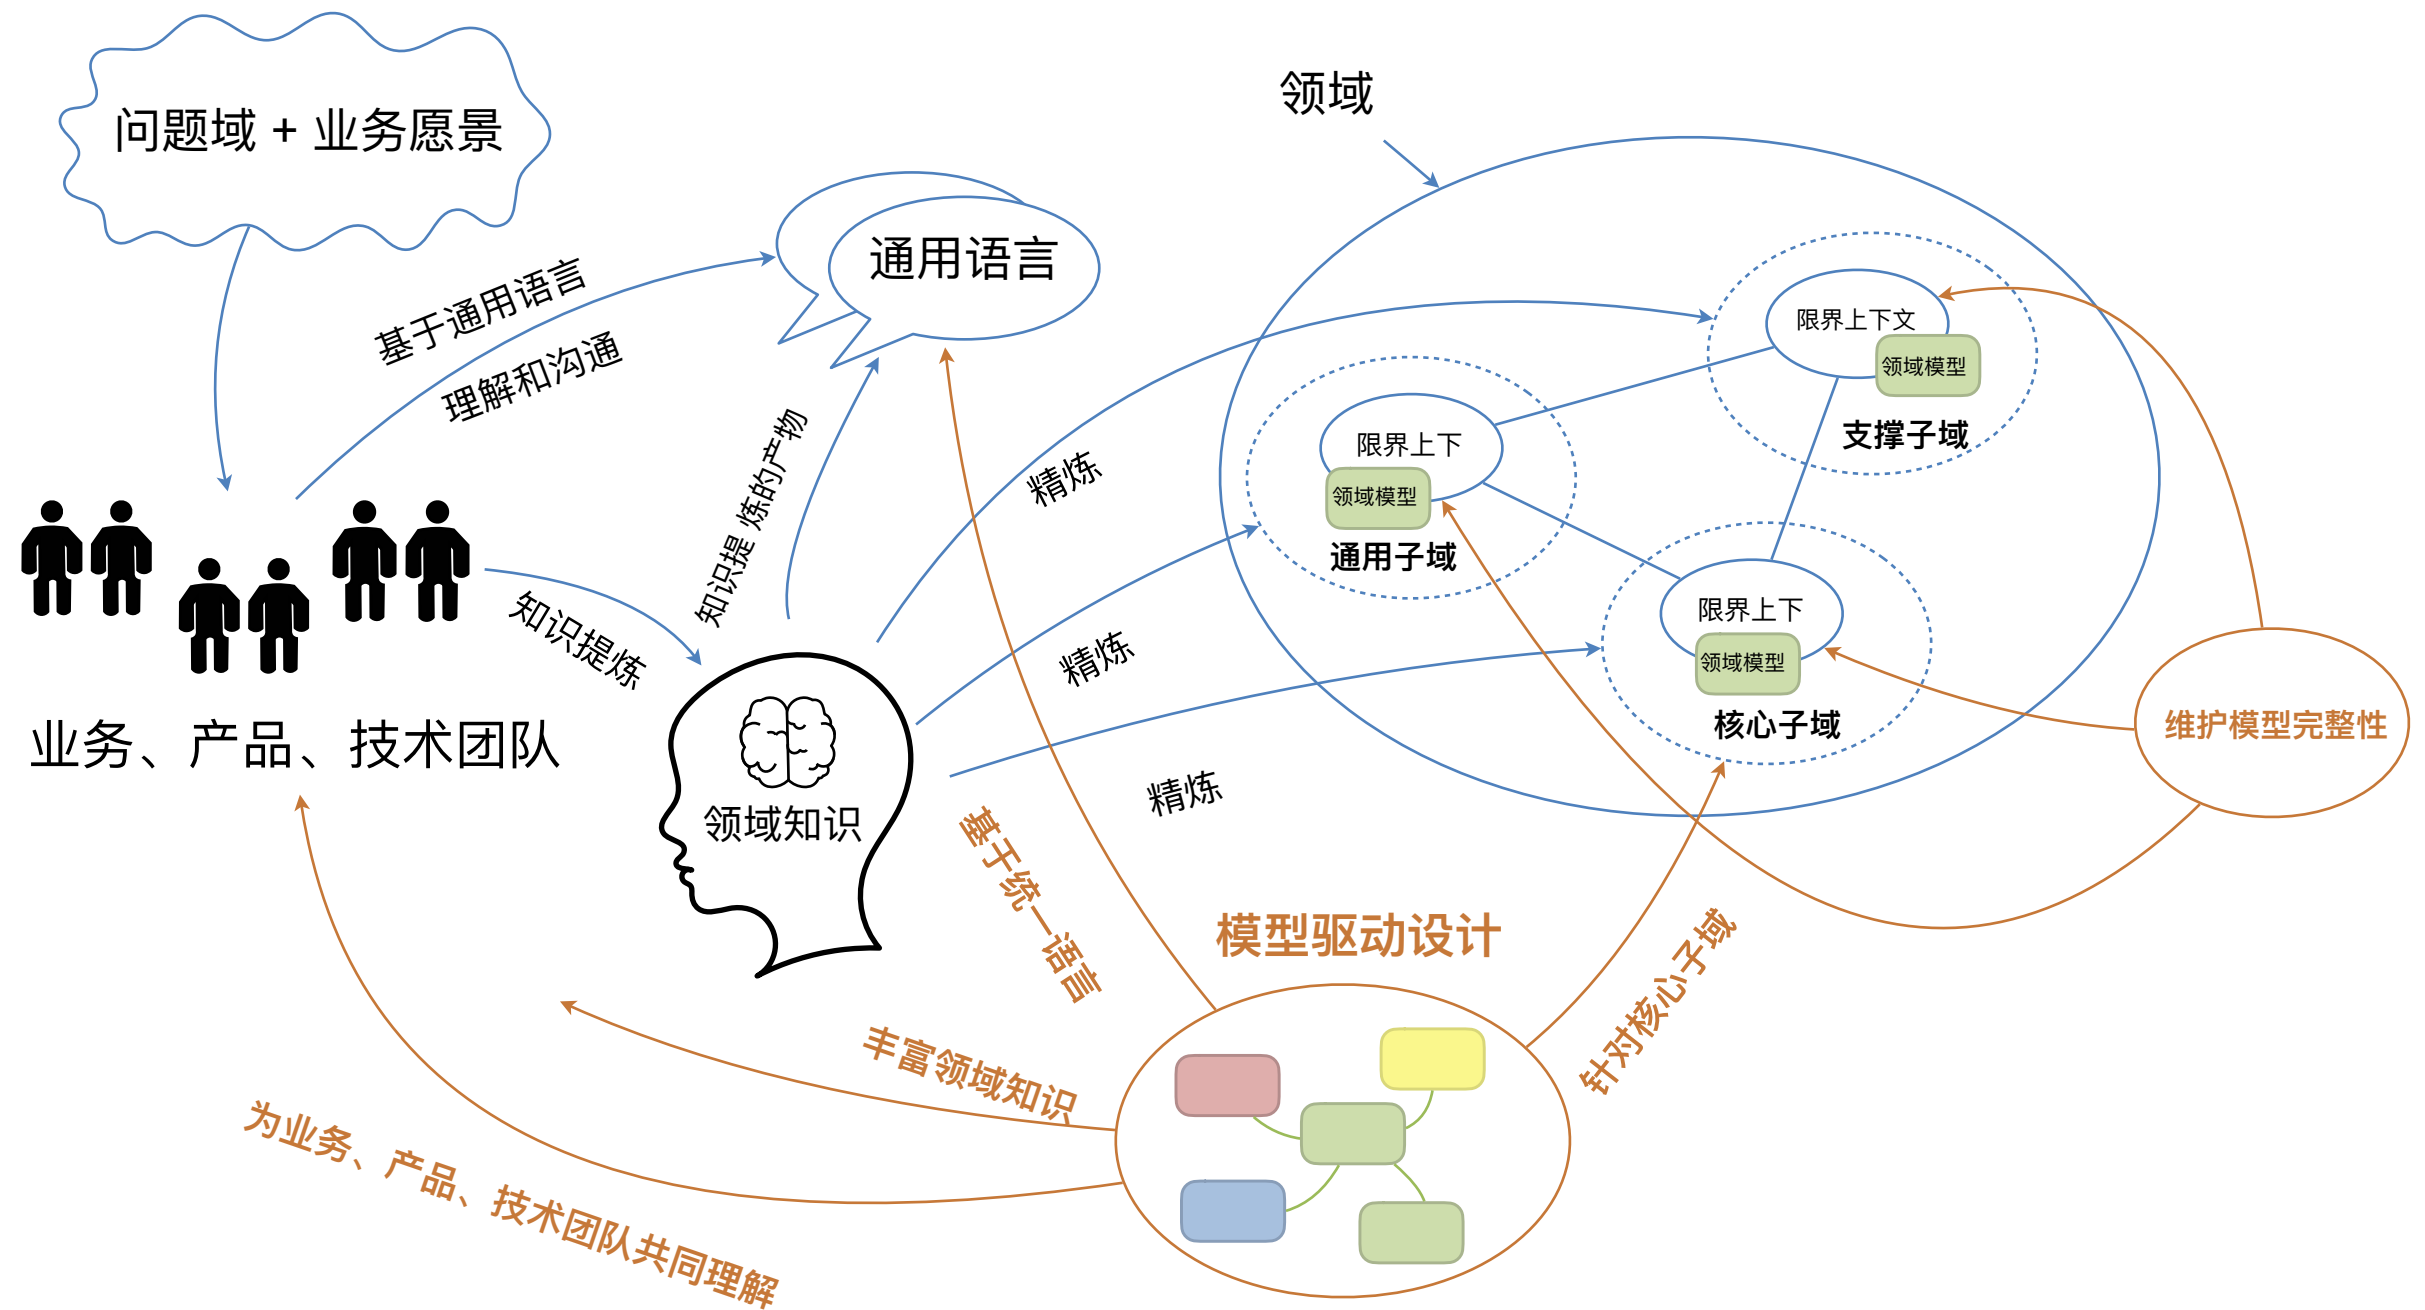 问题域 + 业务愿景
领域
通用语言
基于通用语言
理解和沟通
限界上下文
领域模型
支撑子域
限界上下
领域模型
通用子域
知识提 炼的产物
精炼
知识提炼
限界上下
领域模型
核心子域
精炼
维护模型完整性
业务、产品、技术团队
精炼
领域知识
基于统一语言
模型驱动设计
针对核心子域
丰富领域知识
为业务、产品、技术团队共同理解